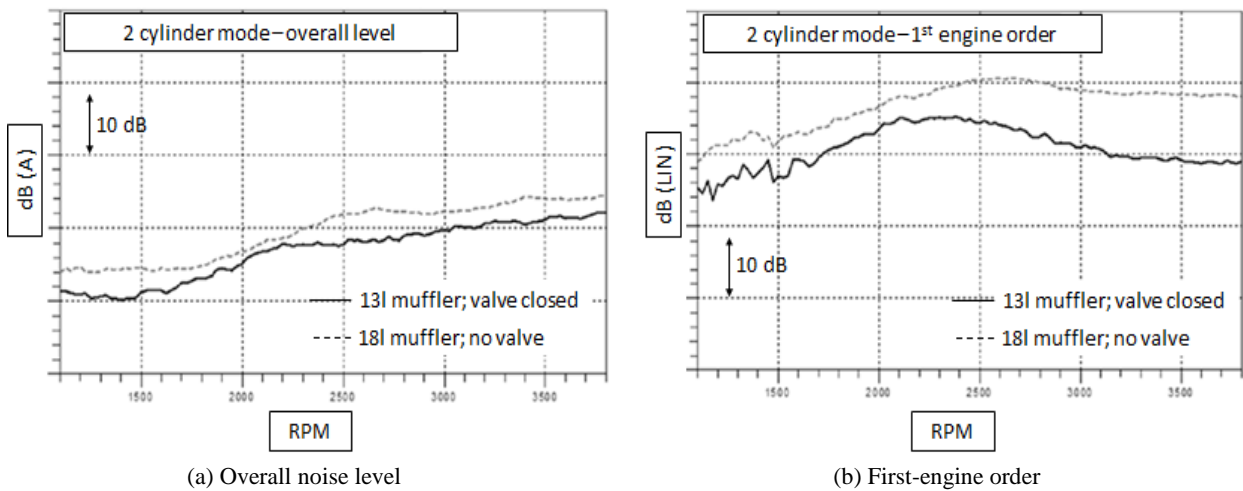 2 cylinder mode – overall level
10 dB
dB (A)
13l muffler; valve closed
18l muffler; no valve
1500 2000 2500 3000 3500
RPM
(a) Overall noise level
2 cylinder mode – 1st engine order
dB (LIN)
10 dB
13l muffler; valve closed
18l muffler; no valve
1500 2000 2500 3000 3500
RPM
(b) First-engine order